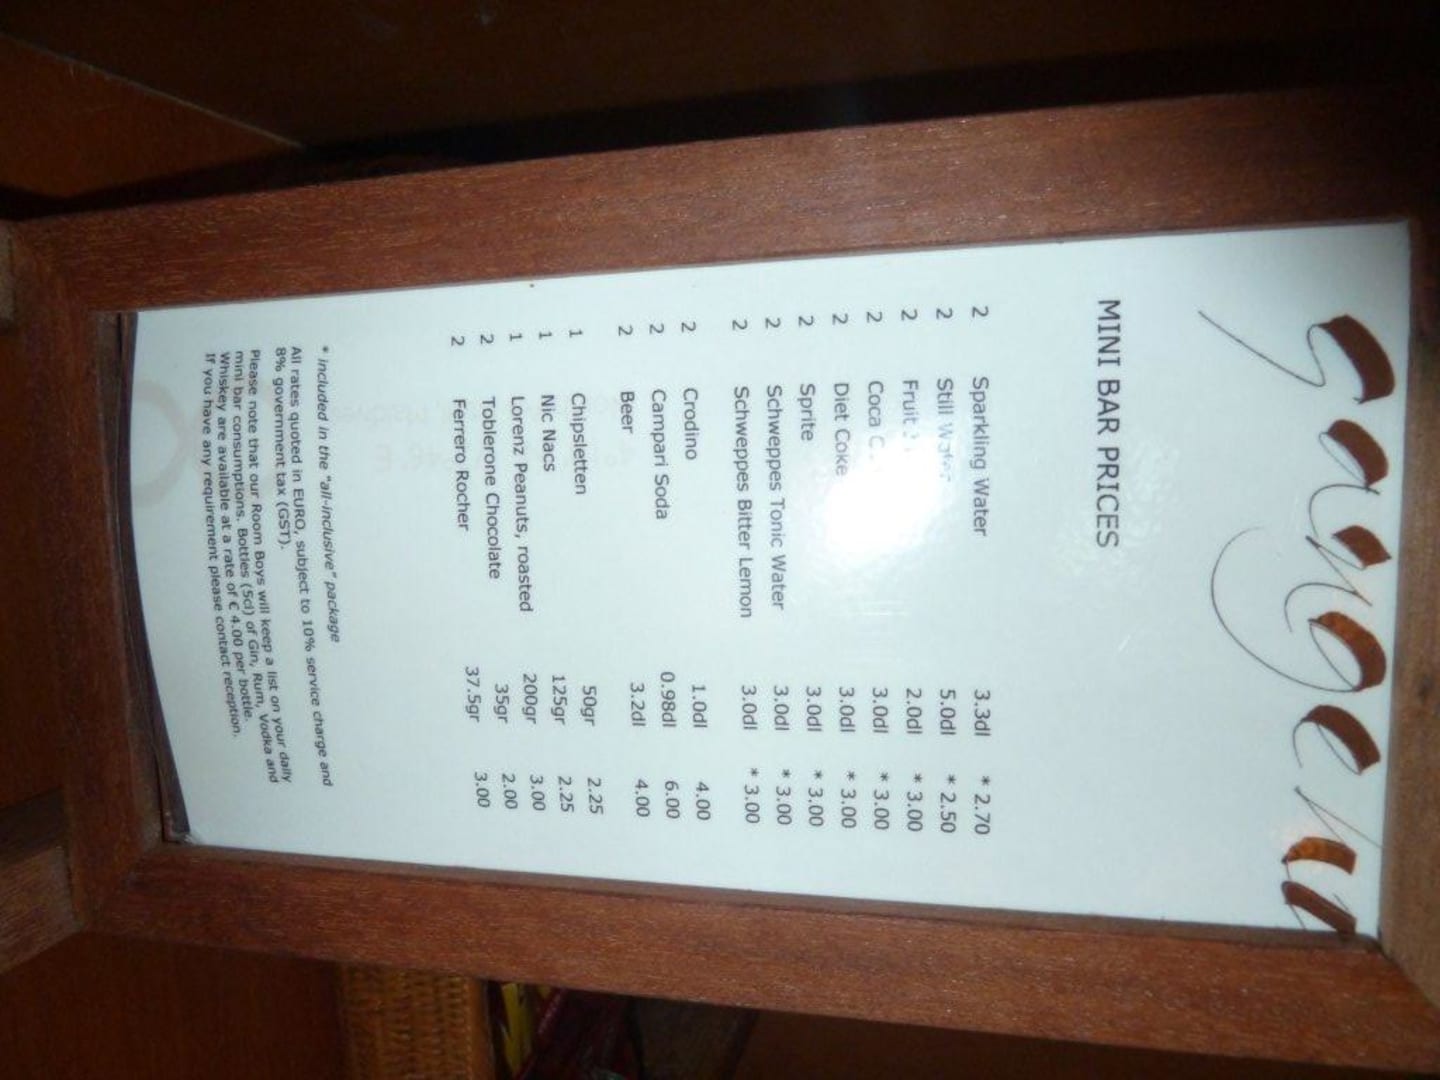 Sangeli
MINI BAR PRICES
2 Sparkling Water 3.3dl * 2.70
2 Still Water 5.0dl * 2.50
2 Fruit 2.0dl * 3.00
2 Coca 3.0dl * 3.00
2 Diet Coke 3.0dl * 3.00
2 Sprite 3.0dl * 3.00
2 Schweppes Tonic Water 3.0dl * 3.00
2 Schweppes Bitter Lemon 3.0dl * 3.00
2 Crodino 1.0dl 4.00
2 Campari Soda 0.98dl 6.00
2 Beer 3.2dl 4.00
1 Chipsletten 50gr 2.25
1 Nic Nacs 125gr 2.25
1 Lorenz Peanuts, roasted 200gr 3.00
2 Toblerone Chocolate 35gr 2.00
2 Ferrero Rocher 37.5gr 3.00
* included in the "all-inclusive" package
All rates quoted in EURO, subject to 10% service charge and
8% government tax (GST).
Please note that our Room Boys will keep a list on your daily
mini bar consumptions. Bottles (5cl) of Gin, Rum, Vodka and
Whiskey are available at a rate of € 4.00 per bottle.
If you have any requirement please contact reception.